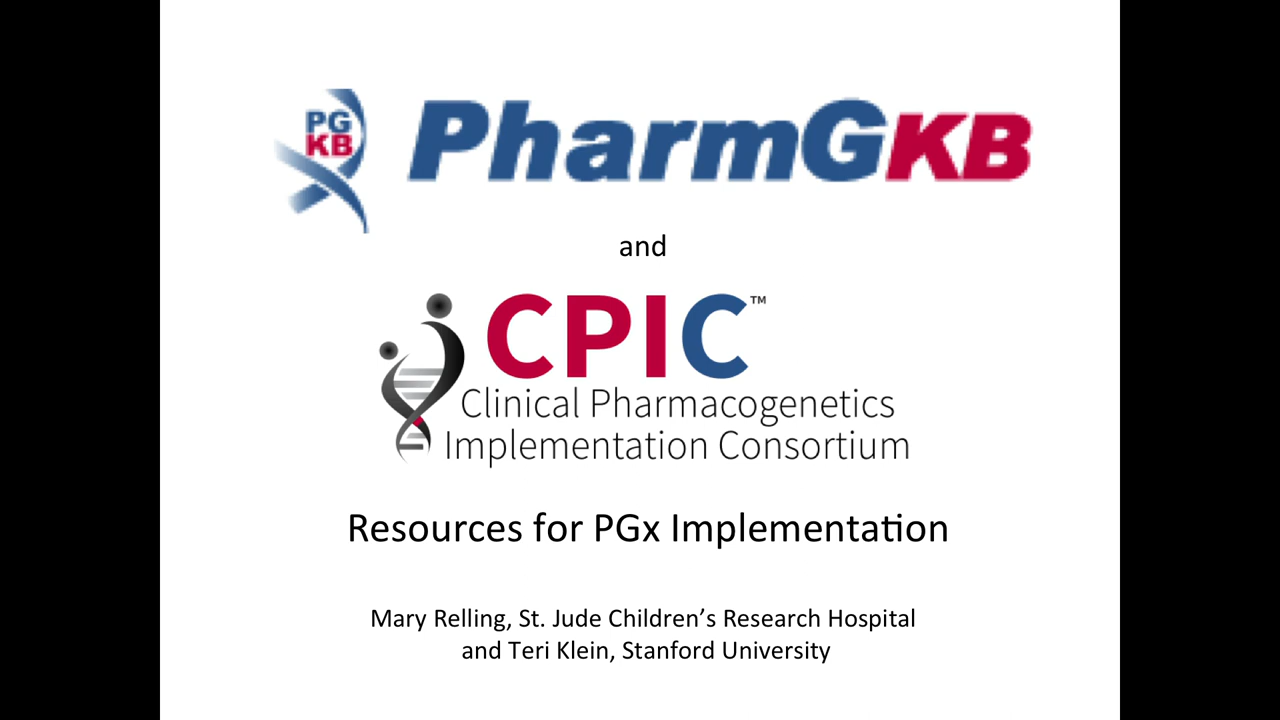 PG
KB
PharmGKB
and
CPIC™
Clinical Pharmacogenetics
Implementation Consortium
Resources for PGx Implementation
Mary Relling, St. Jude Children’s Research Hospital
and Teri Klein, Stanford University